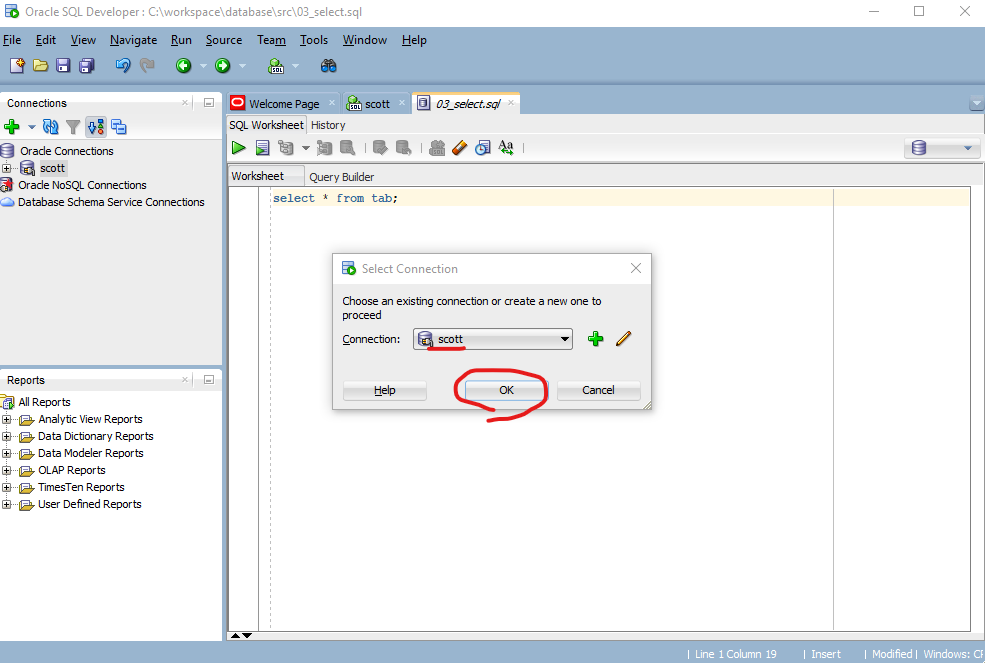 Oracle SQL Developer : C:\workspace\database\src\03_select.sql
File Edit View Navigate Run Source Team Tools Window Help
Connections
Oracle Connections
scott
Oracle NoSQL Connections
Database Schema Service Connections
Reports
All Reports
Analytic View Reports
Data Dictionary Reports
Data Modeler Reports
OLAP Reports
TimesTen Reports
User Defined Reports
Welcome Page scott 03_select.sql
SQL Worksheet History
Worksheet Query Builder
select * from tab;
Select Connection
Choose an existing connection or create a new one to
proceed
Connection: scott
Help OK Cancel
Line 1 Column 19 | Insert | Modified | Windows: CF